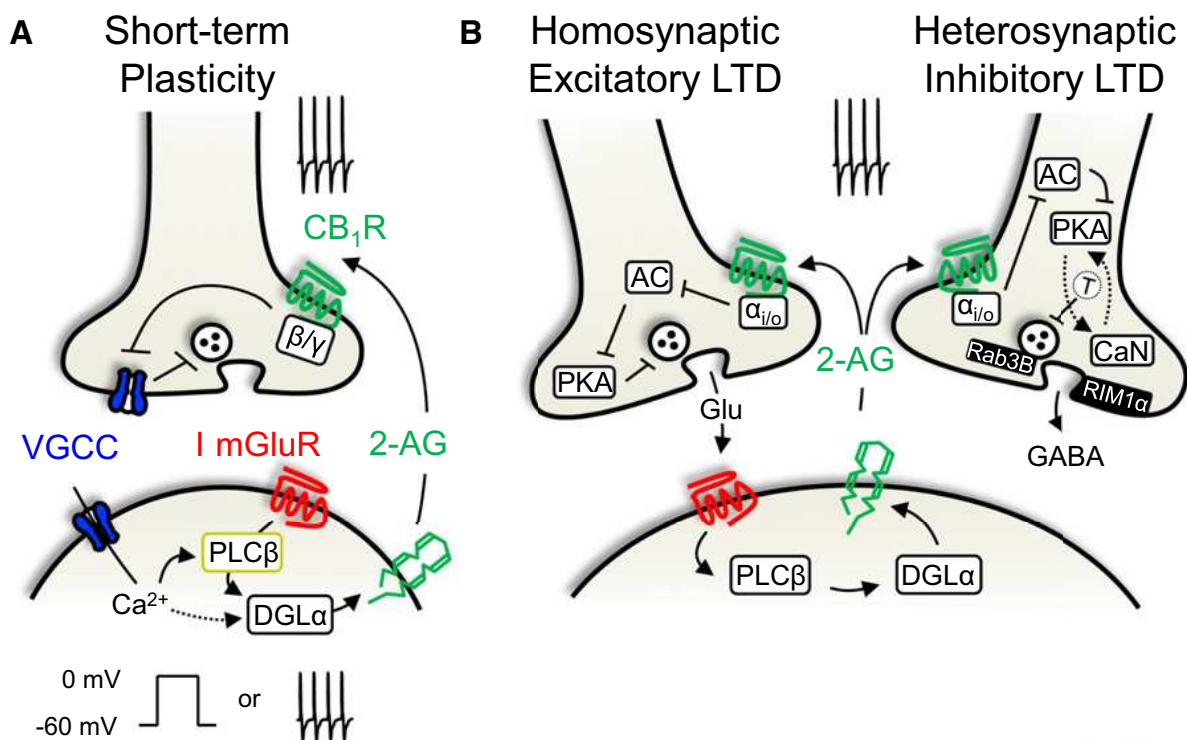 A
Short-term
Plasticity
CB₁R
β/γ
VGCC
I mGluR
2-AG
PLCβ
Ca²⁺
DGLα
0 mV
-60 mV
or
B
Homosynaptic
Excitatory LTD
Heterosynaptic
Inhibitory LTD
AC
αᵢ/ₒ
PKA
Glu
2-AG
AC
PKA
T
αᵢ/ₒ
CaN
Rab3B
RIM1α
GABA
PLCβ
DGLα